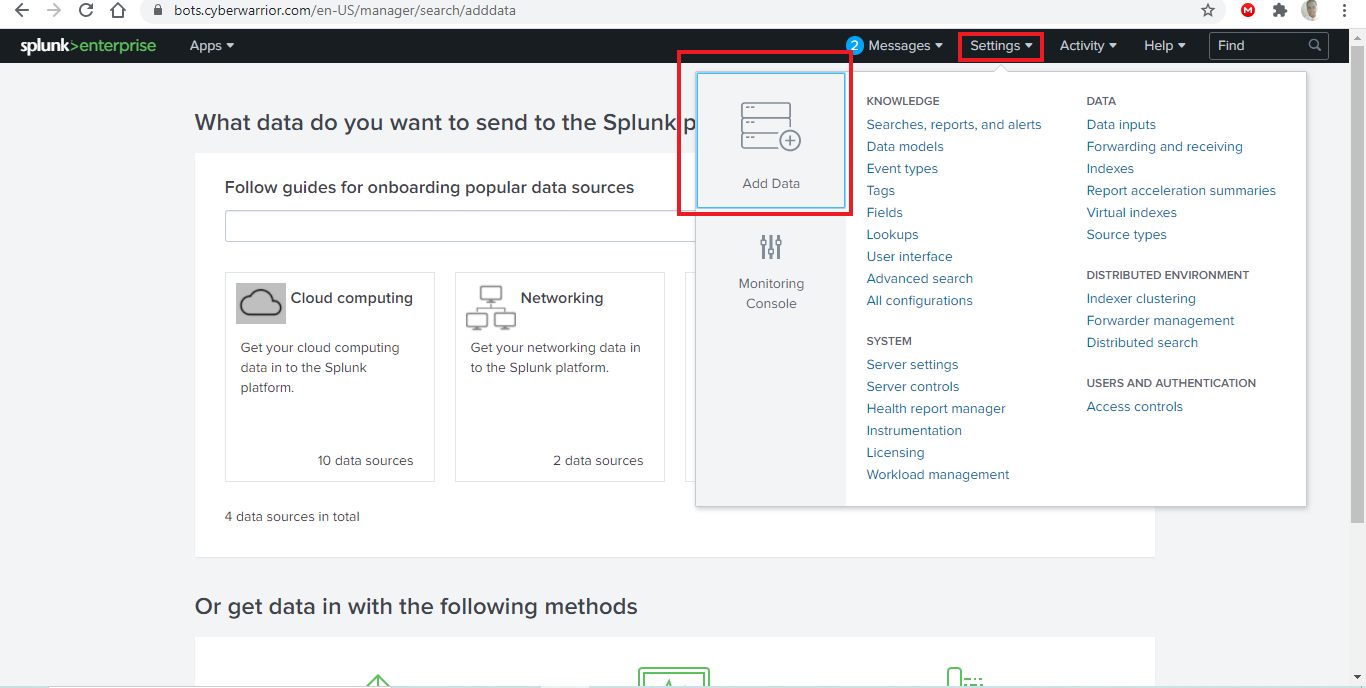 bots.cyberwarrior.com/en-US/manager/search/adddata
M
splunk>enterprise
Apps
2 Messages
Settings
Activity
Help
Find
What data do you want to send to the Splunk p
Follow guides for onboarding popular data sources
Cloud computing
Get your cloud computing
data in to the Splunk
platform.
10 data sources
Networking
Get your networking data in
to the Splunk platform.
2 data sources
4 data sources in total
Or get data in with the following methods
Add Data
Monitoring
Console
KNOWLEDGE
Searches, reports, and alerts
Data models
Event types
Tags
Fields
Lookups
User interface
Advanced search
All configurations
SYSTEM
Server settings
Server controls
Health report manager
Instrumentation
Licensing
Workload management
DATA
Data inputs
Forwarding and receiving
Indexes
Report acceleration summaries
Virtual indexes
Source types
DISTRIBUTED ENVIRONMENT
Indexer clustering
Forwarder management
Distributed search
USERS AND AUTHENTICATION
Access controls